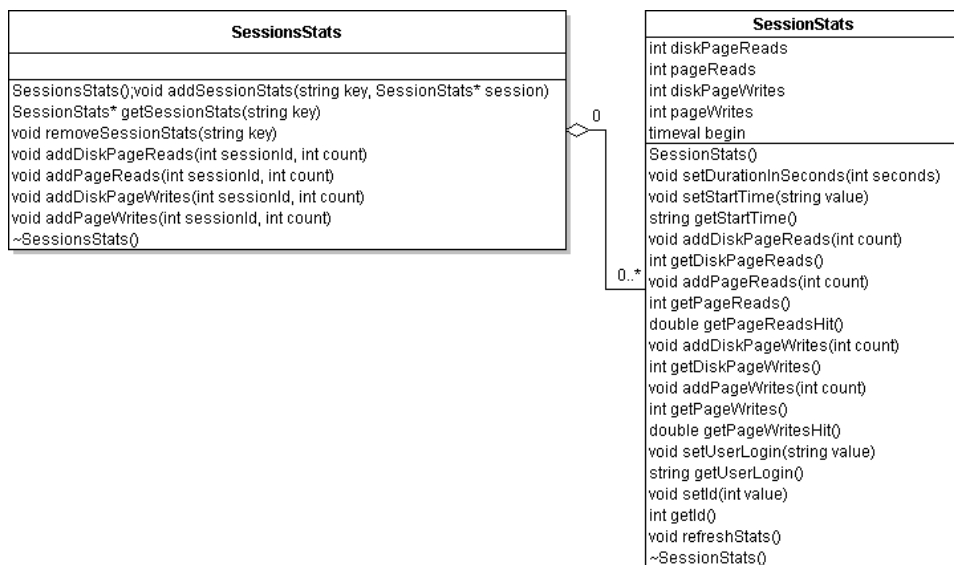 SessionsStats
SessionsStats();void addSessionStats(string key, SessionStats* session)
SessionStats* getSessionStats(string key)
void removeSessionStats(string key)
void addDiskPageReads(int sessionId, int count)
void addPageReads(int sessionId, int count)
void addDiskPageWrites(int sessionId, int count)
void addPageWrites(int sessionId, int count)
~SessionsStats()
0
0..*
SessionStats
int diskPageReads
int pageReads
int diskPageWrites
int pageWrites
timeval begin
SessionStats()
void setDurationInSeconds(int seconds)
void setStartTime(string value)
string getStartTime()
void addDiskPageReads(int count)
int getDiskPageReads()
void addPageReads(int count)
int getPageReads()
double getPageReadsHit()
void addDiskPageWrites(int count)
int getDiskPageWrites()
void addPageWrites(int count)
int getPageWrites()
double getPageWritesHit()
void setUserLogin(string value)
string getUserLogin()
void setId(int value)
int getId()
void refreshStats()
~SessionStats()